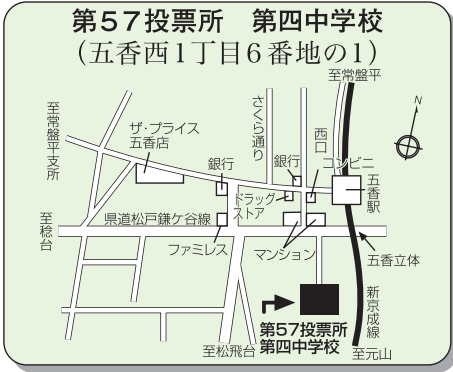 第57投票所　第四中学校
(五香西1丁目6番地の1)
至常盤平
N
至常盤平支所
ザ・プライス
五香店
さくら通り
西口
銀行
銀行
コンビニ
五香駅
ドラッグ
ストア
至稔台
県道松戸鎌ケ谷線
ファミレス
マンション
五香立体
新京成線
第57投票所
第四中学校
至松飛台
至元山